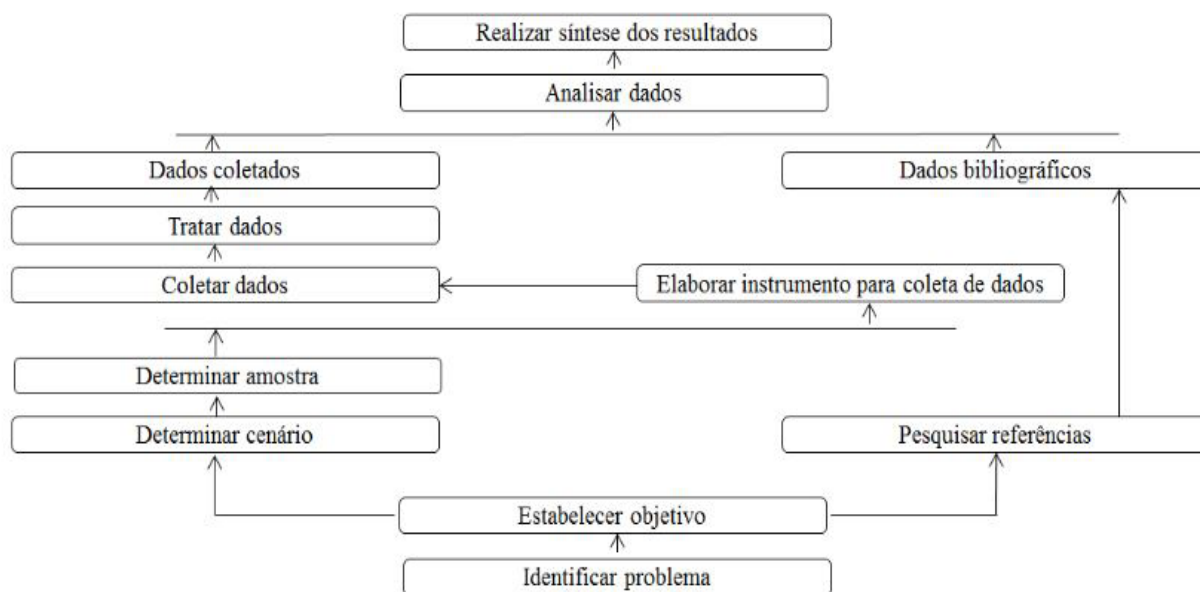 Realizar síntese dos resultados
Analisar dados
Dados coletados
Dados bibliográficos
Tratar dados
Coletar dados
Elaborar instrumento para coleta de dados
Determinar amostra
Determinar cenário
Pesquisar referências
Estabelecer objetivo
Identificar problema